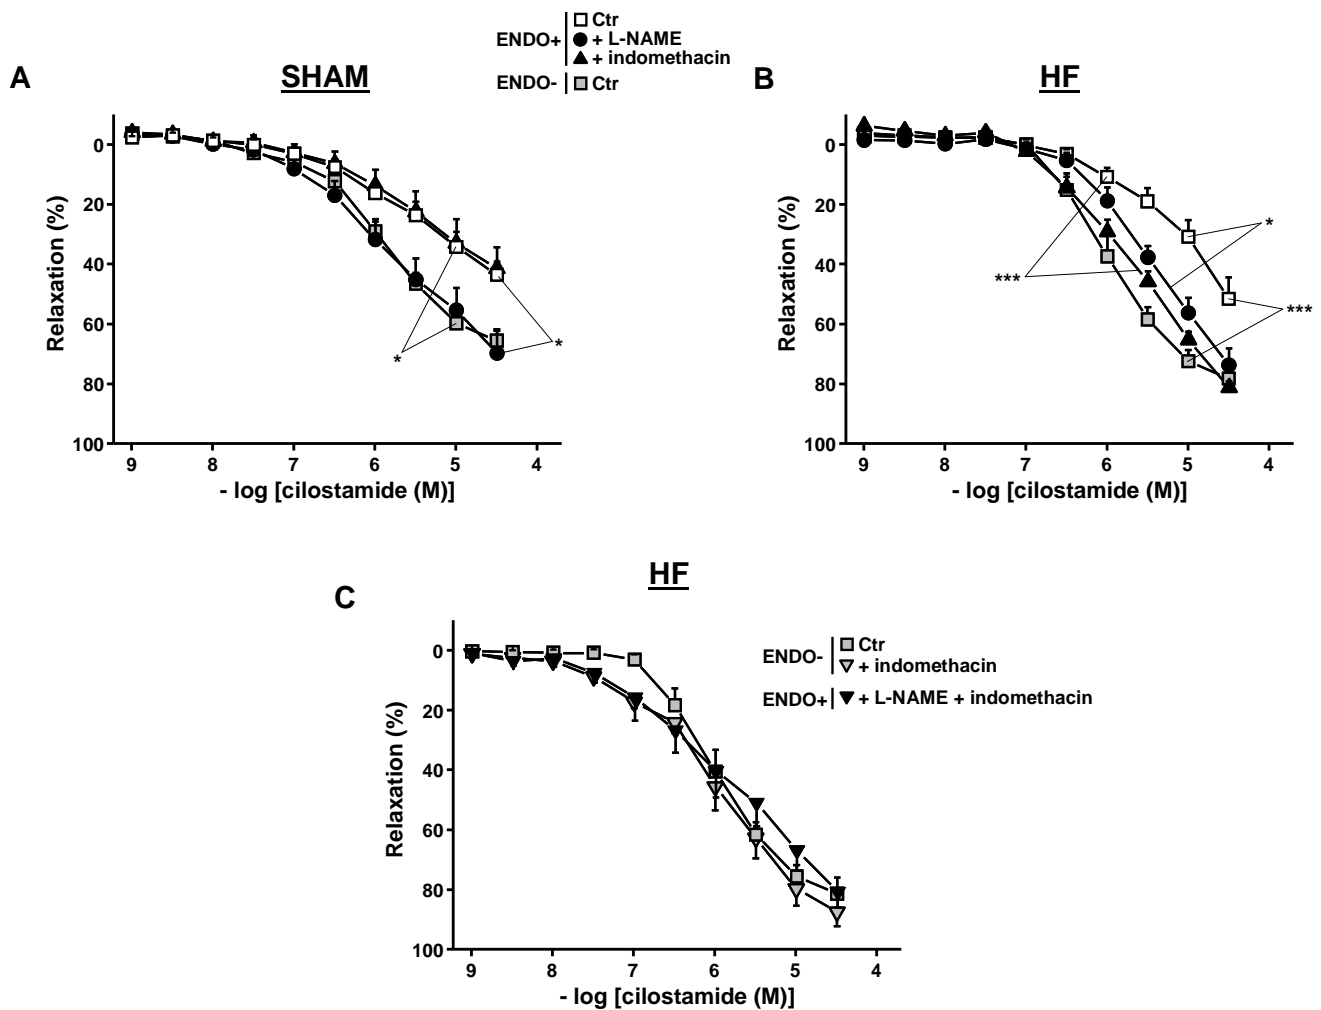 Ctr
ENDO+ + L-NAME
+ indomethacin
ENDO- Ctr
A
SHAM
0
20
40
60
80
100
Relaxation (%)
* *
9 8 7 6 5 4
- log [cilostamide (M)]
B
HF
0
20
40
60
80
100
Relaxation (%)
*
***
***
9 8 7 6 5 4
- log [cilostamide (M)]
C
HF
ENDO- Ctr
+ indomethacin
ENDO+ + L-NAME + indomethacin
0
20
40
60
80
100
Relaxation (%)
9 8 7 6 5 4
- log [cilostamide (M)]